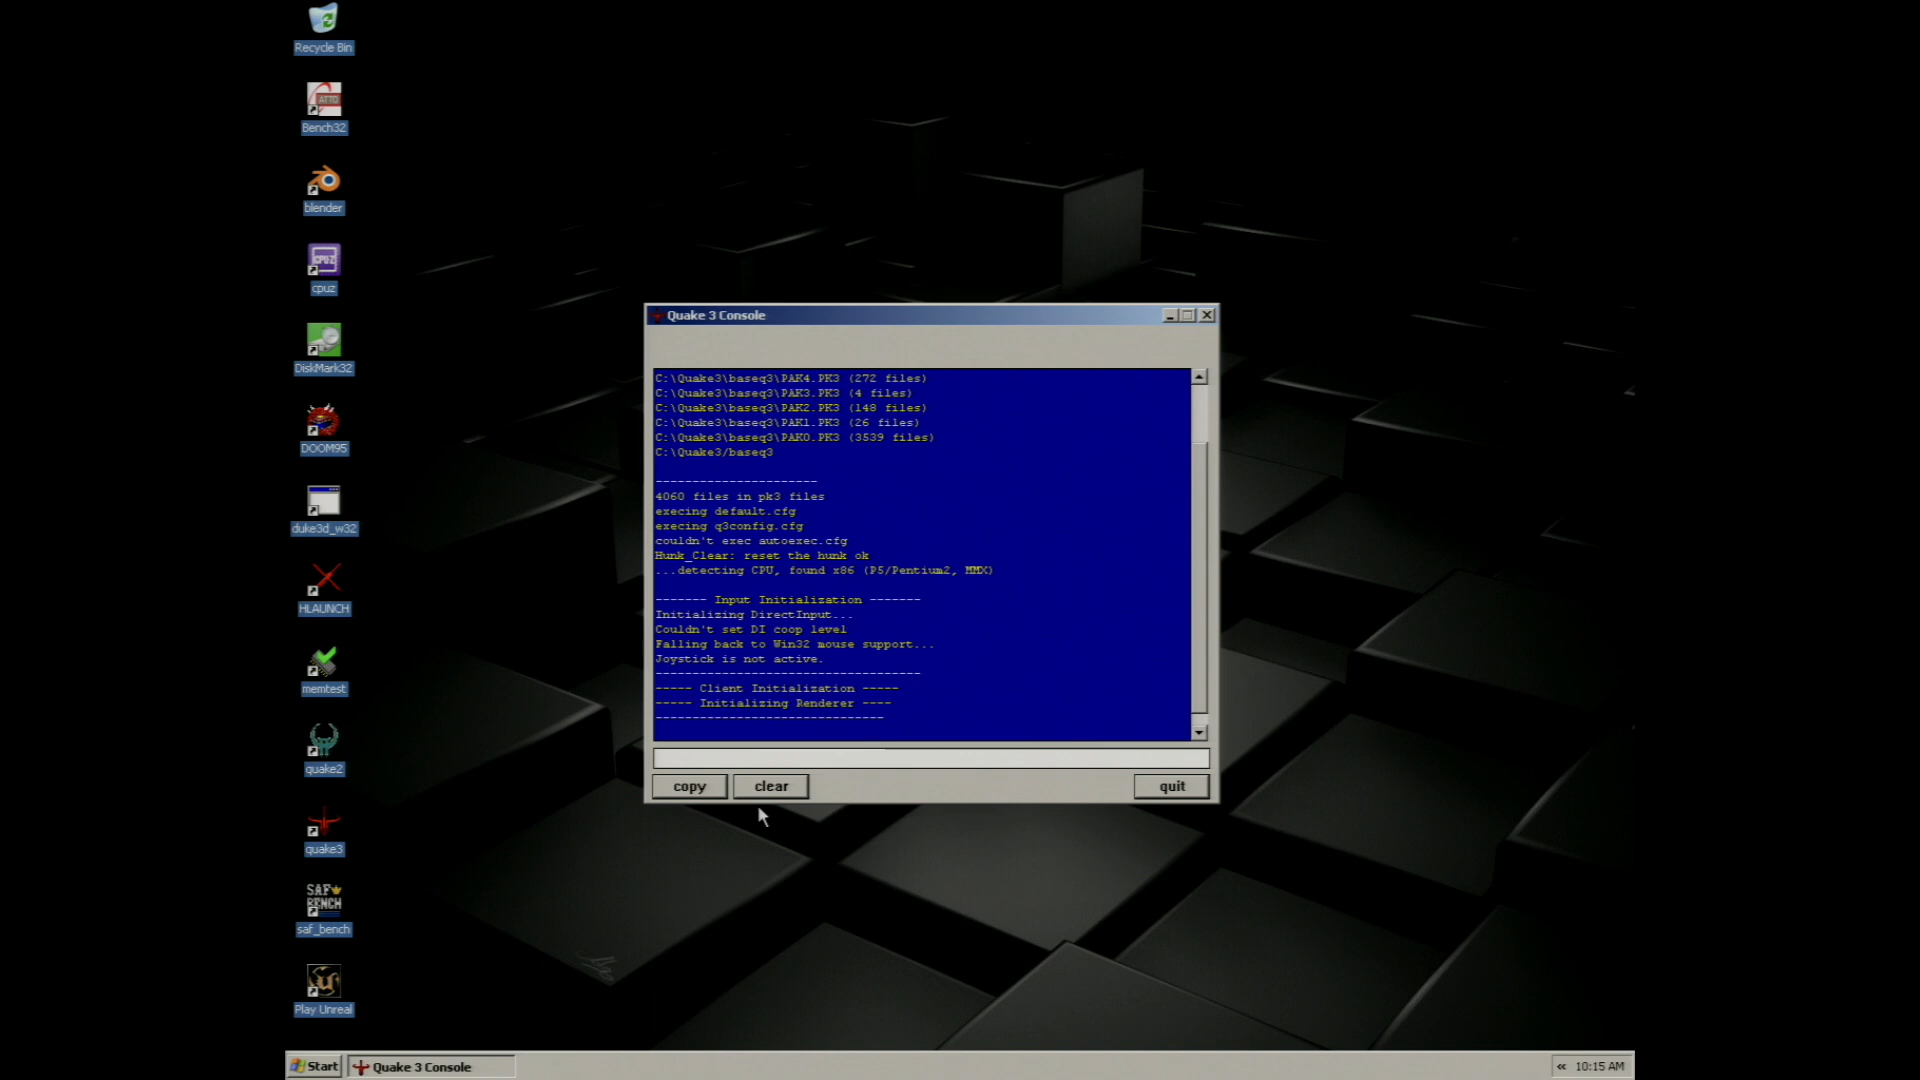 Recycle Bin
ATTO
Bench32
blender
CPUZ
cpuz
DiskMark32
DOOM95
duke3d_w32
HLAUNCH
memtest
quake2
quake3
SAF
BENCH
saf_bench
Play Unreal
Quake 3 Console
C:\Quake3\baseq3\PAK4.PK3 (272 files)
C:\Quake3\baseq3\PAK3.PK3 (4 files)
C:\Quake3\baseq3\PAK2.PK3 (148 files)
C:\Quake3\baseq3\PAK1.PK3 (26 files)
C:\Quake3\baseq3\PAK0.PK3 (3539 files)
C:\Quake3/baseq3
----------------------
4060 files in pk3 files
execing default.cfg
execing q3config.cfg
couldn't exec autoexec.cfg
Hunk_Clear: reset the hunk ok
...detecting CPU, found x86 (P5/Pentium2, MMX)
------- Input Initialization -------
Initializing DirectInput...
Couldn't set DI coop level
Falling back to Win32 mouse support...
Joystick is not active.
------------------------------------
----- Client Initialization -----
----- Initializing Renderer ----
-------------------------------
copy
clear
quit
Start
Quake 3 Console
« 10:15 AM